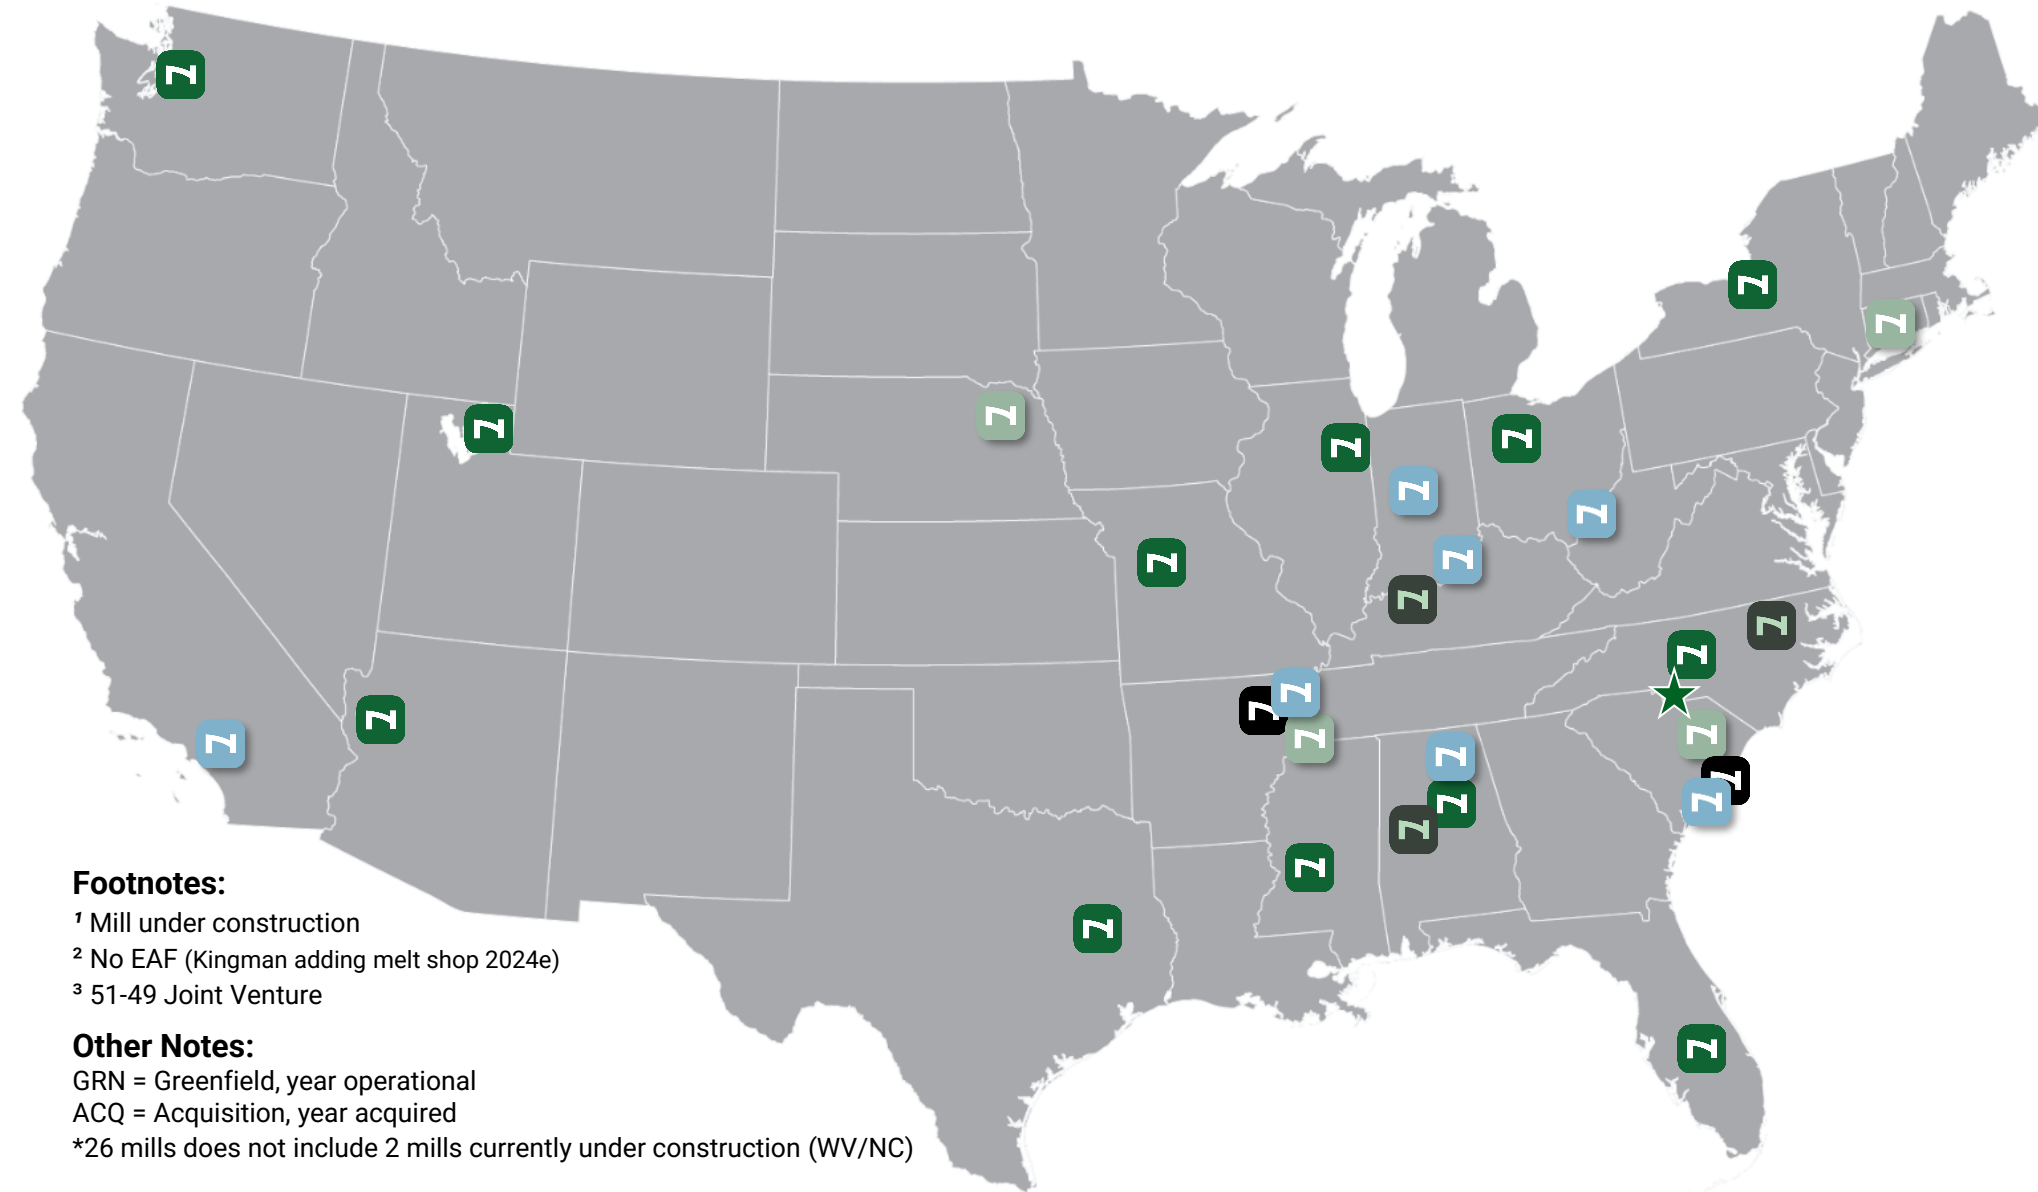 Footnotes:
¹ Mill under construction
² No EAF (Kingman adding melt shop 2024e)
³ 51-49 Joint Venture
Other Notes:
GRN = Greenfield, year operational
ACQ = Acquisition, year acquired
*26 mills does not include 2 mills currently under construction (WV/NC)